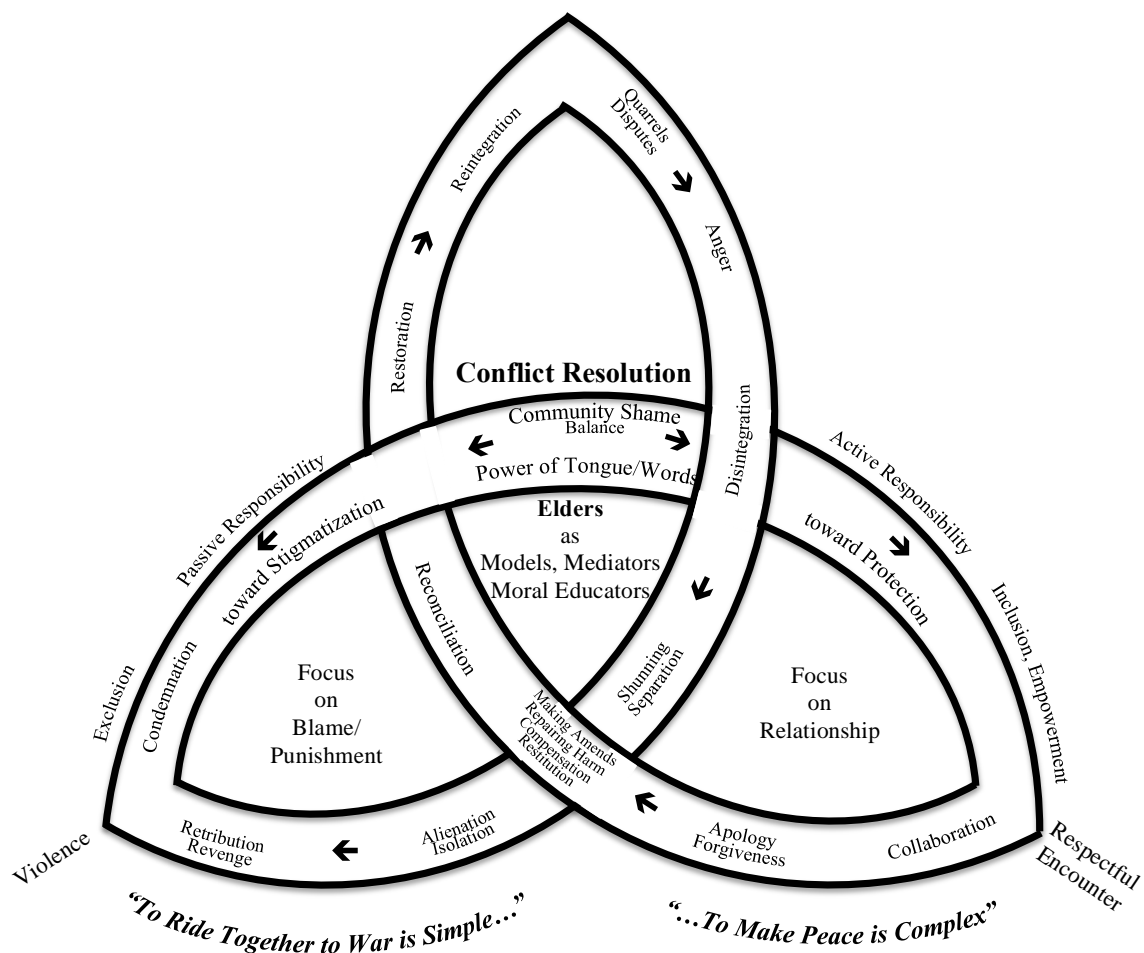 Quarrels
Disputes
Anger
Reintegration
Restoration
Conflict Resolution
Community Shame
Balance
Power of Tongue/Words
Disintegration
Elders
as
Models, Mediators
Moral Educators
Passive Responsibility
toward Stigmatization
Exclusion
Condemnation
Focus
on
Blame/
Punishment
Reconciliation
Shunning
Separation
Active Responsibility
toward Protection
Inclusion, Empowerment
Focus
on
Relationship
Making Amends
Repairing Harm
Compensation
Restitution
Violence
Retribution
Revenge
Alienation
Isolation
Apology
Forgiveness
Collaboration
Respectful
Encounter
“To Ride Together to War is Simple…”
“…To Make Peace is Complex”